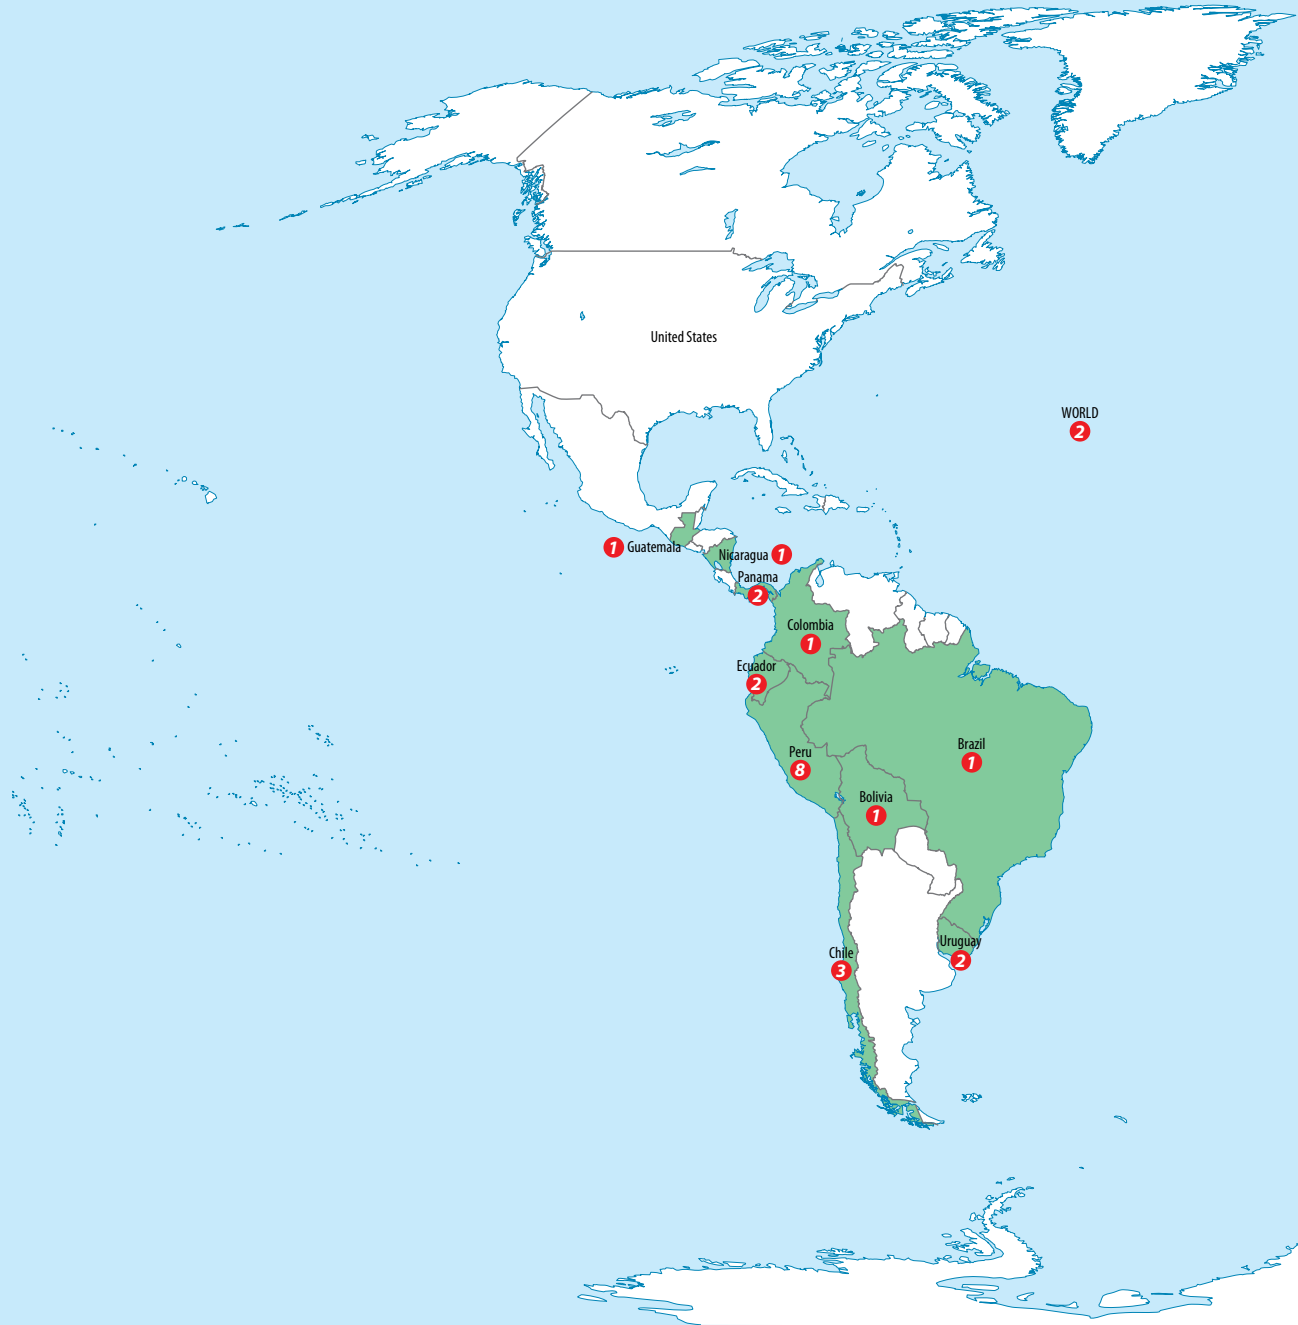 United States
WORLD
2
1 Guatemala
Nicaragua 1
Panama
2
Colombia
1
Ecuador
2
Brazil
1
Peru
8
Bolivia
1
Uruguay
2
Chile
3